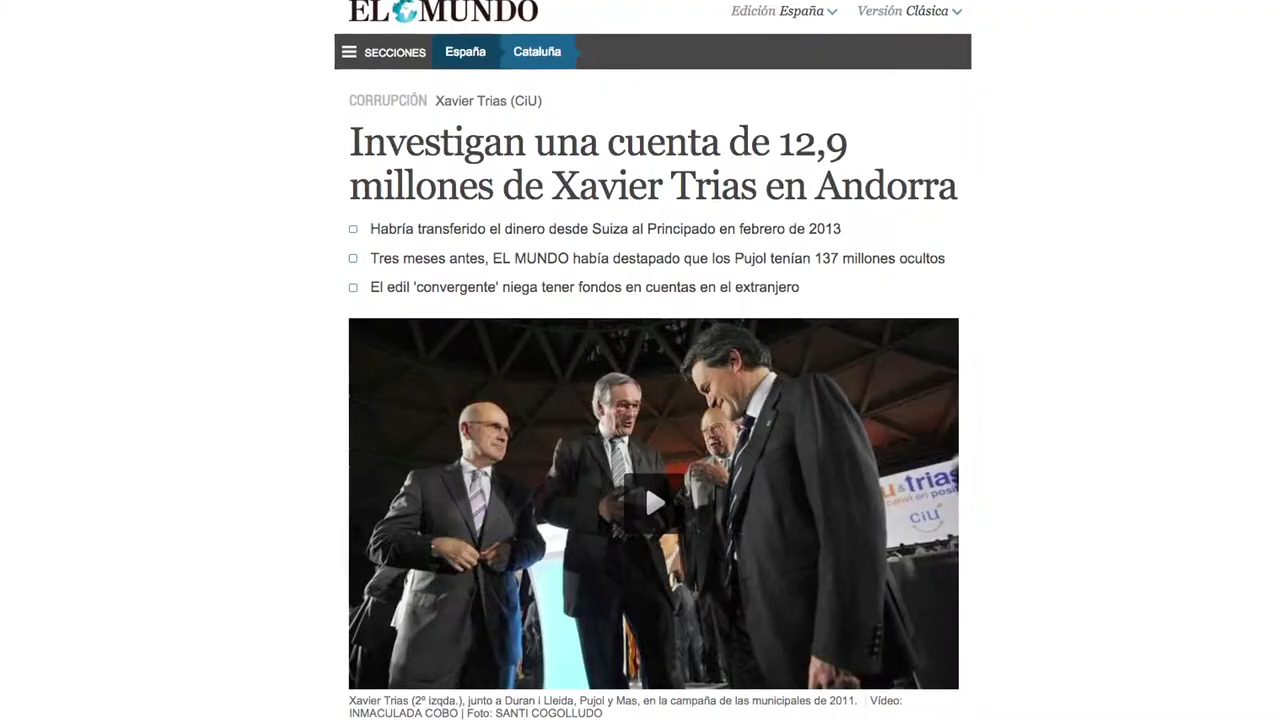 EL MUNDO
Edición España
Versión Clásica
SECCIONES
España
Cataluña
CORRUPCIÓN Xavier Trias (CiU)
Investigan una cuenta de 12,9
millones de Xavier Trias en Andorra
Habría transferido el dinero desde Suiza al Principado en febrero de 2013
Tres meses antes, EL MUNDO había destapado que los Pujol tenían 137 millones ocultos
El edil 'convergente' niega tener fondos en cuentas en el extranjero
u&trias
canvi en posi
ciu
Xavier Trias (2º izqda.), junto a Duran i Lleida, Pujol y Mas, en la campaña de las municipales de 2011. Vídeo:
INMACULADA COBO | Foto: SANTI COGOLLUDO